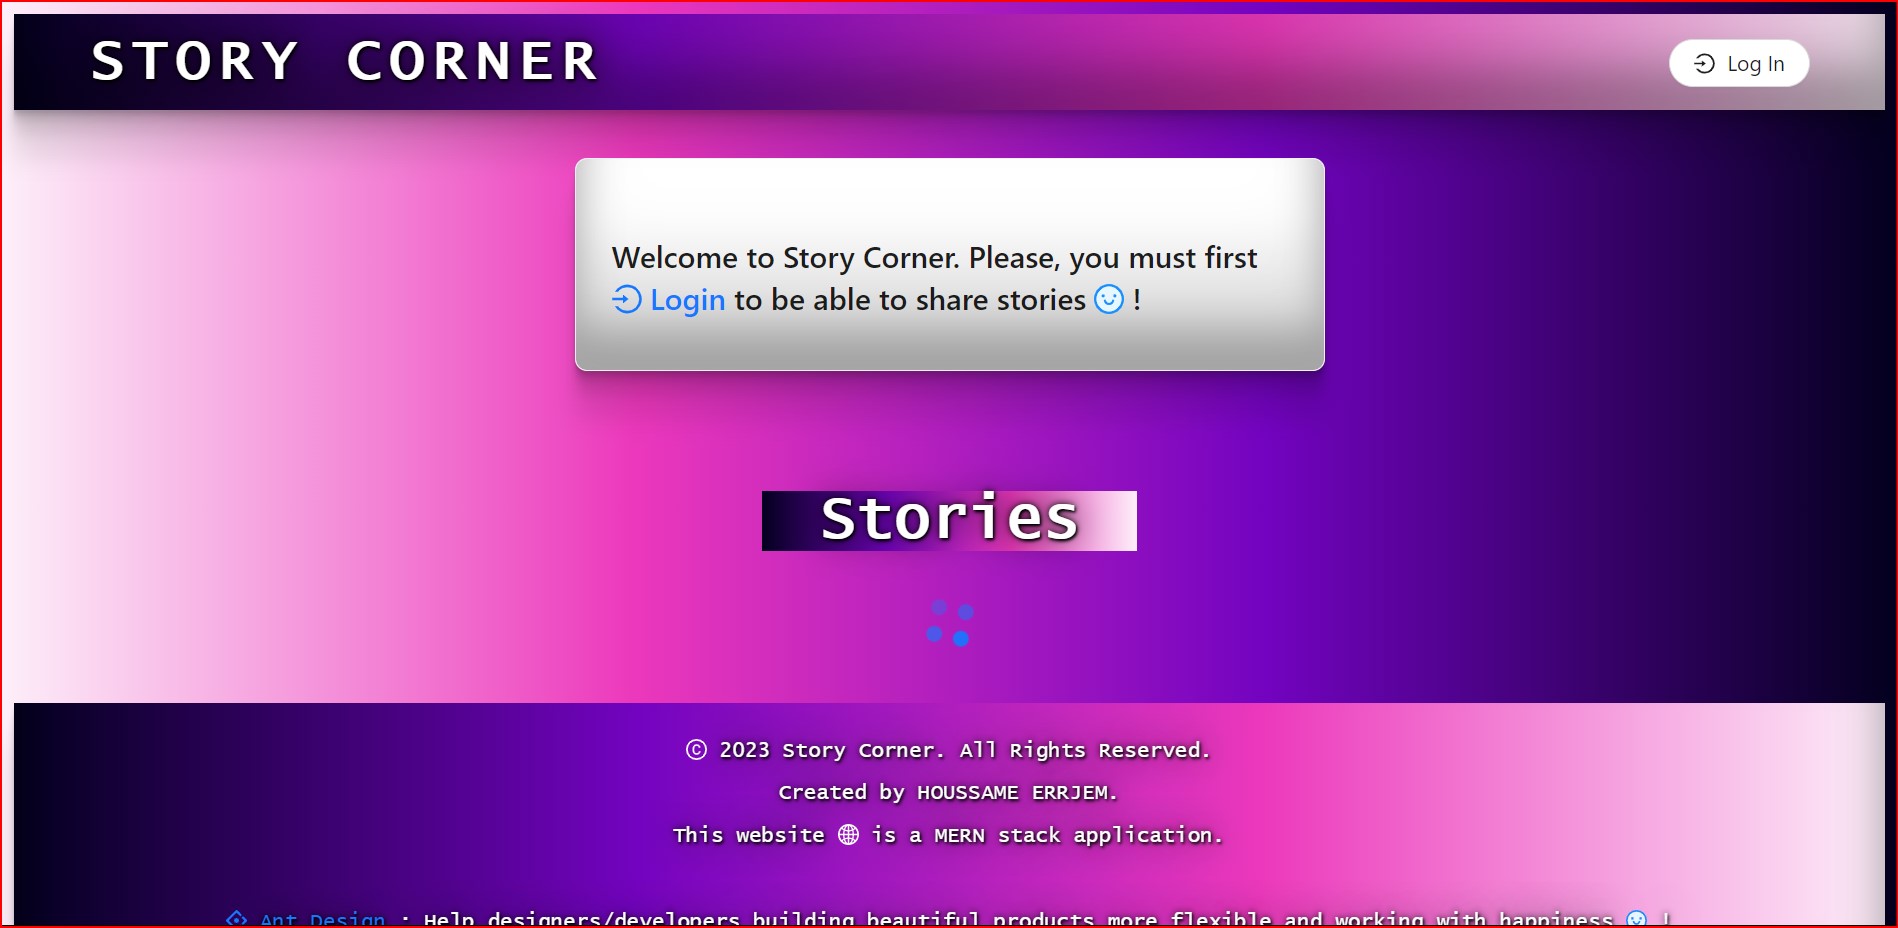 STORY CORNER
Log In
Welcome to Story Corner. Please, you must first
Login to be able to share stories !
Stories
© 2023 Story Corner. All Rights Reserved.
Created by HOUSSAME ERRJEM.
This website is a MERN stack application.
Ant Design : Help designers/developers building beautiful products more flexible and working with happiness !